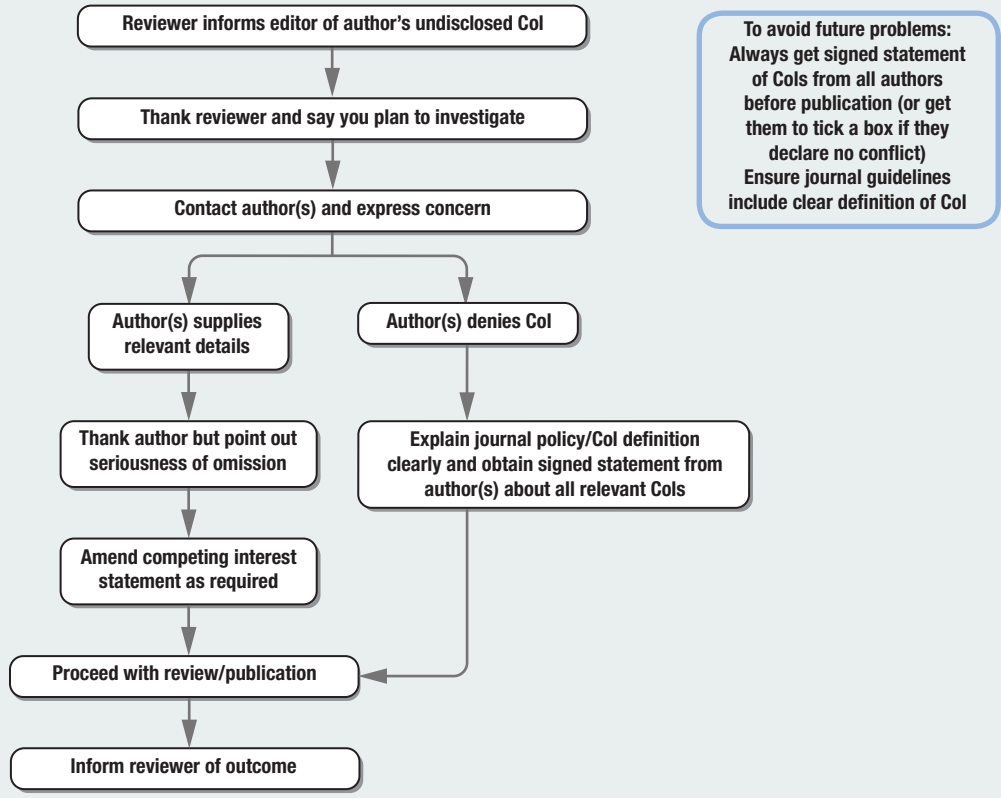 Reviewer informs editor of author's undisclosed CoI
Thank reviewer and say you plan to investigate
Contact author(s) and express concern
Author(s) supplies
relevant details
Author(s) denies CoI
Thank author but point out
seriousness of omission
Explain journal policy/CoI definition
clearly and obtain signed statement from
author(s) about all relevant CoIs
Amend competing interest
statement as required
Proceed with review/publication
Inform reviewer of outcome
To avoid future problems:
Always get signed statement
of CoIs from all authors
before publication (or get
them to tick a box if they
declare no conflict)
Ensure journal guidelines
include clear definition of CoI